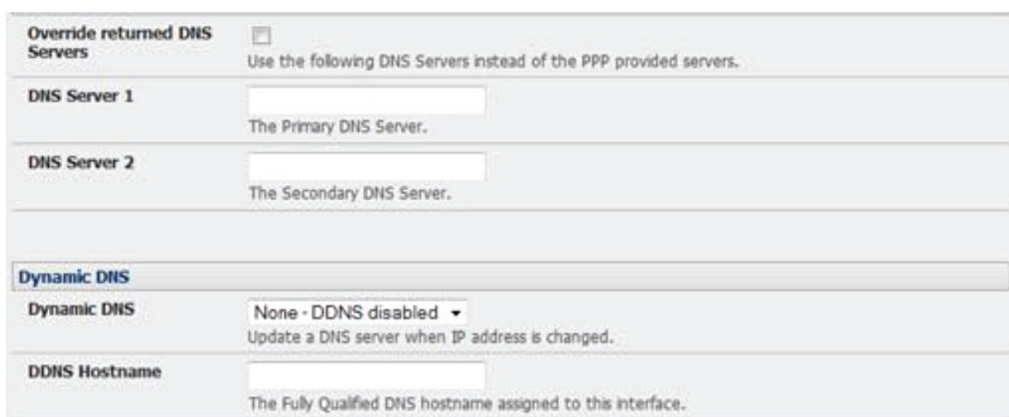 Override returned DNS
Servers
Use the following DNS Servers instead of the PPP provided servers.
DNS Server 1
The Primary DNS Server.
DNS Server 2
The Secondary DNS Server.
Dynamic DNS
Dynamic DNS
None - DDNS disabled
Update a DNS server when IP address is changed.
DDNS Hostname
The Fully Qualified DNS hostname assigned to this interface.